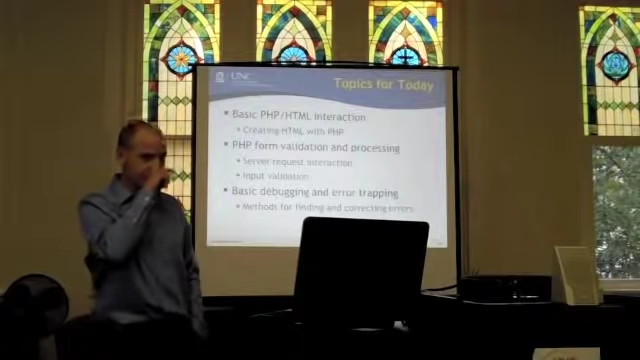 UNC
Topics for Today
Basic PHP/HTML interaction
Creating HTML with PHP
PHP form validation and processing
Server request interaction
Input validation
Basic debugging and error trapping
Methods for finding and correcting errors